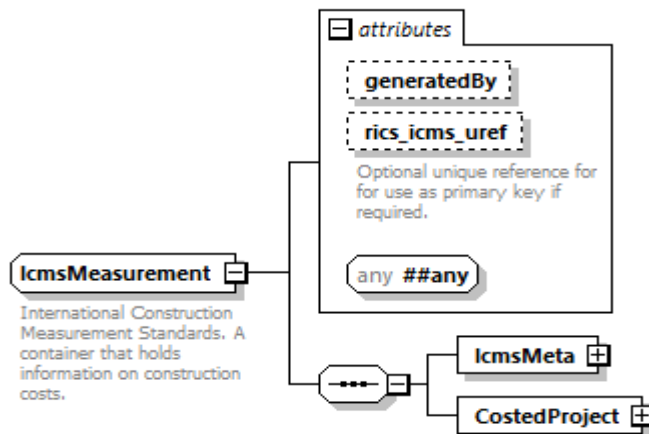 attributes
generatedBy
rics_icms_uref
Optional unique reference for
for use as primary key if
required.
any ##any
IcmsMeasurement
International Construction
Measurement Standards. A
container that holds
information on construction
costs.
IcmsMeta
CostedProject